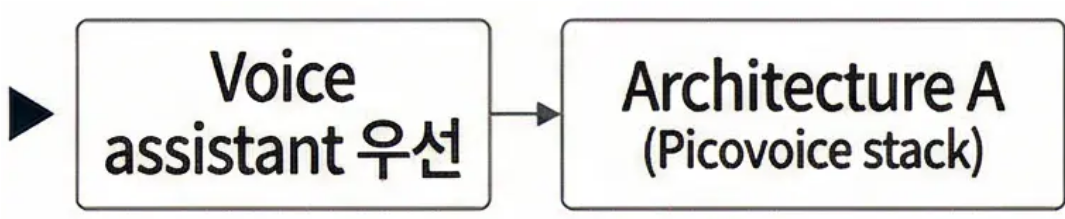 Voice
assistant 우선
Architecture A
(Picovoice stack)